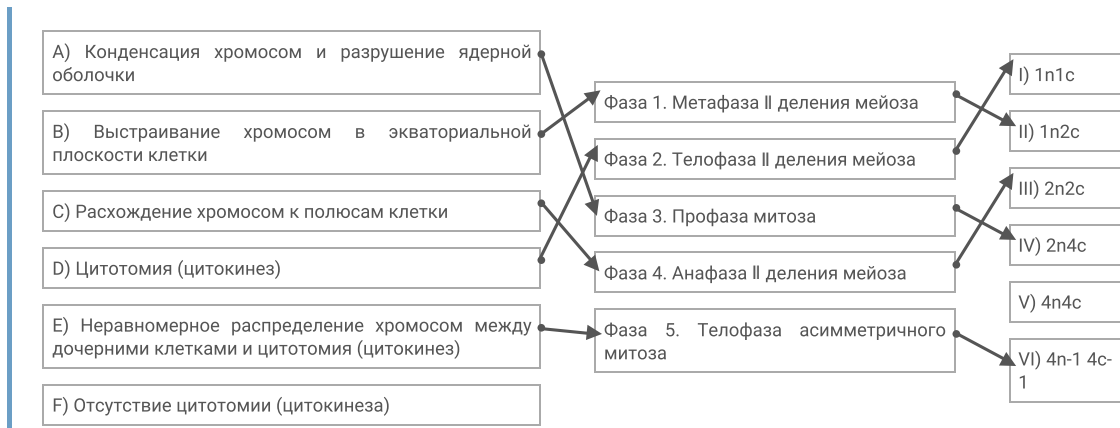 A) Конденсация хромосом и разрушение ядерной
оболочки
B) Выстраивание хромосом в экваториальной
плоскости клетки
C) Расхождение хромосом к полюсам клетки
D) Цитотомия (цитокинез)
E) Неравномерное распределение хромосом между
дочерними клетками и цитотомия (цитокинез)
F) Отсутствие цитотомии (цитокинеза)
Фаза 1. Метафаза II деления мейоза
Фаза 2. Телофаза II деления мейоза
Фаза 3. Профаза митоза
Фаза 4. Анафаза II деления мейоза
Фаза 5. Телофаза асимметричного
митоза
I) 1n1c
II) 1n2c
III) 2n2c
IV) 2n4c
V) 4n4c
VI) 4n-1 4c-
1